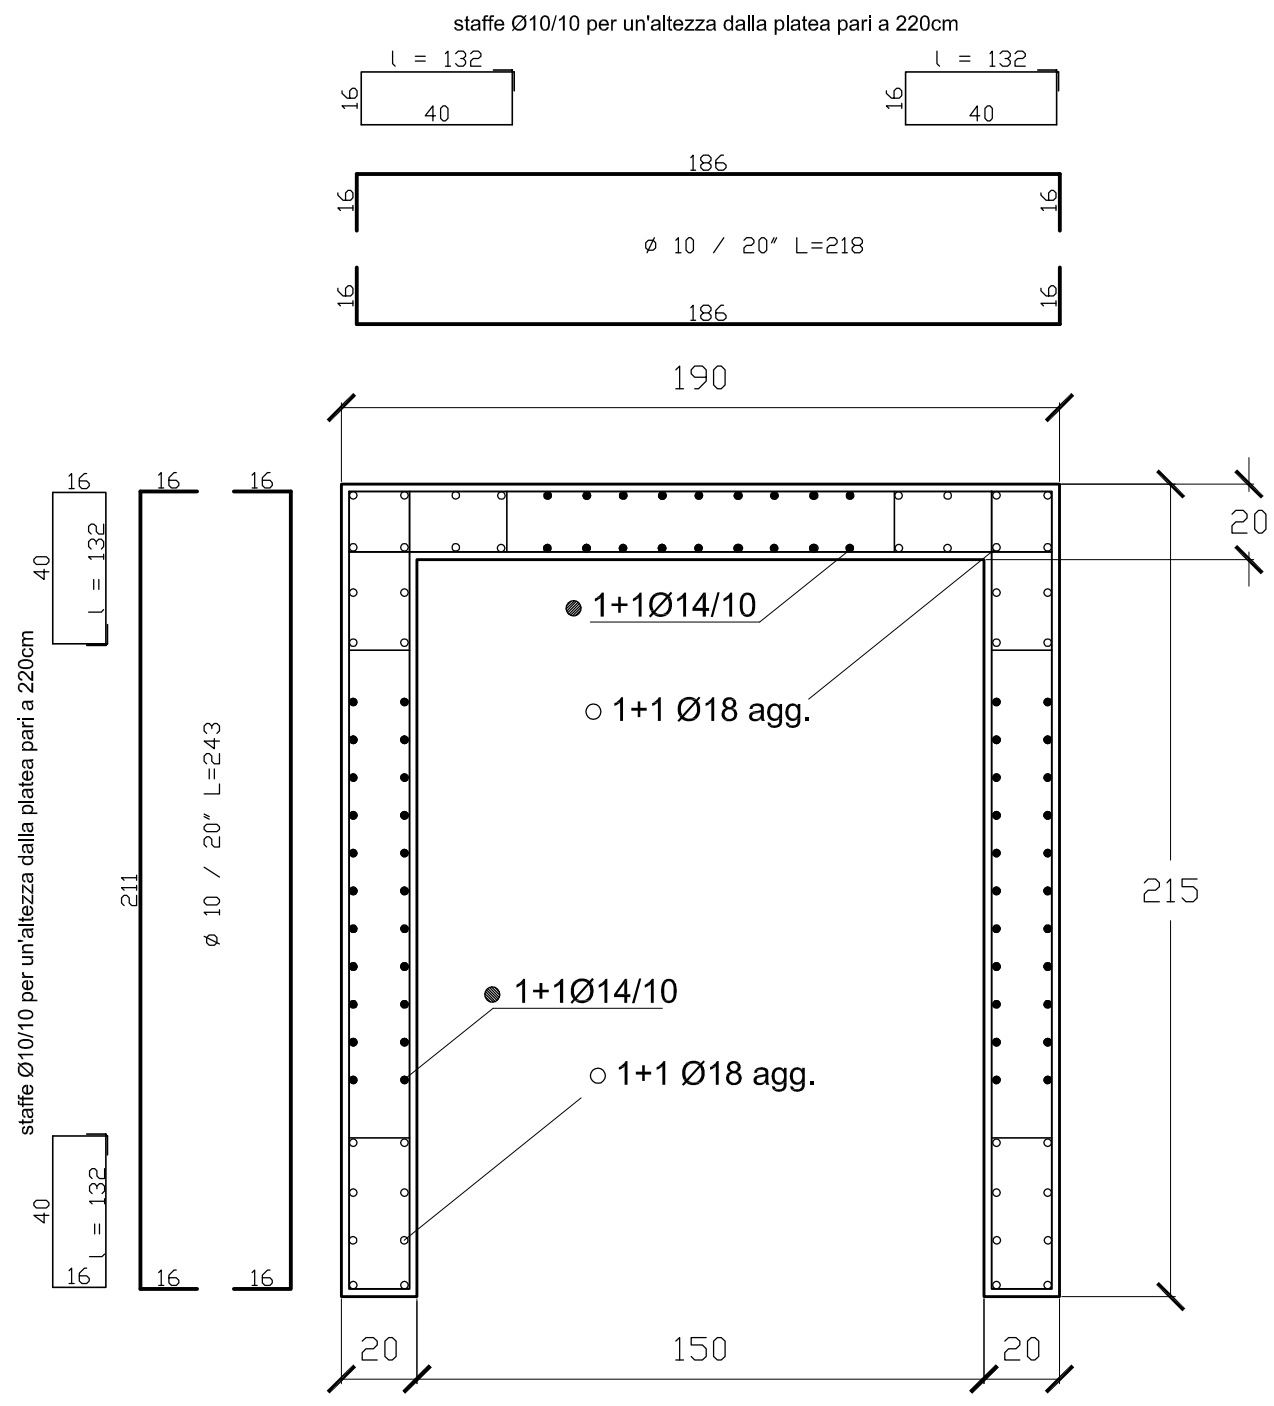 staffe Ø10/10 per un'altezza dalla platea pari a 220cm
l = 132
l = 132
16
40
16
40
186
16
16
ø 10 / 20" L=218
16
16
186
190
16
16
16
40
l = 132
20
1+1Ø14/10
1+1 Ø18 agg.
staffe Ø10/10 per un'altezza dalla platea pari a 220cm
211
ø 10 / 20" L=243
215
1+1Ø14/10
1+1 Ø18 agg.
40
l = 132
16
16
16
20
150
20